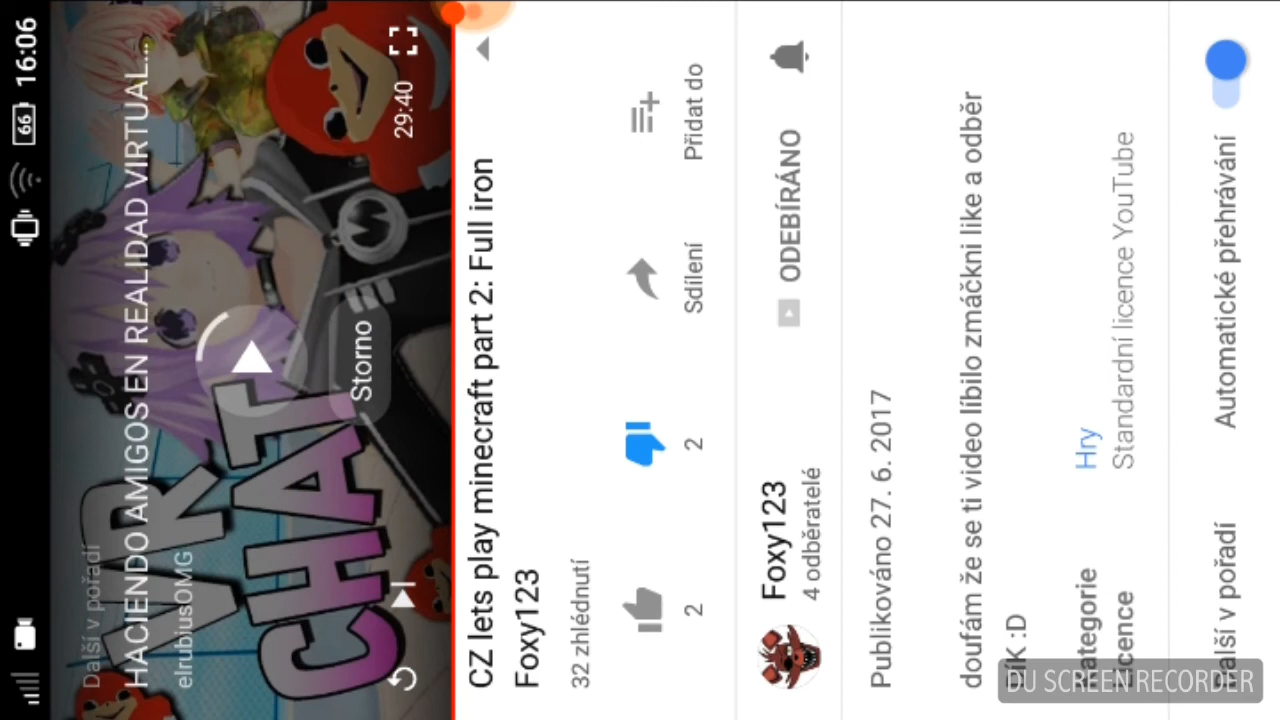 66 16:06
Další v pořadí
HACIENDO AMIGOS EN REALIDAD VIRTUAL...
elrubiusOMG
VR
CHAT
Storno
29:40
CZ lets play minecraft part 2: Full iron
Foxy123
32 zhlédnutí
2
2
Sdílení
Přidat do
Foxy123
4 odběratelé
ODEBÍRÁNO
Publikováno 27. 6. 2017
doufám že se ti video líbilo zmáčkni like a odběr
:D
Kategorie
Hry
Licence
Standardní licence YouTube
Další v pořadí
Automatické přehrávání
DU SCREEN RECORDER